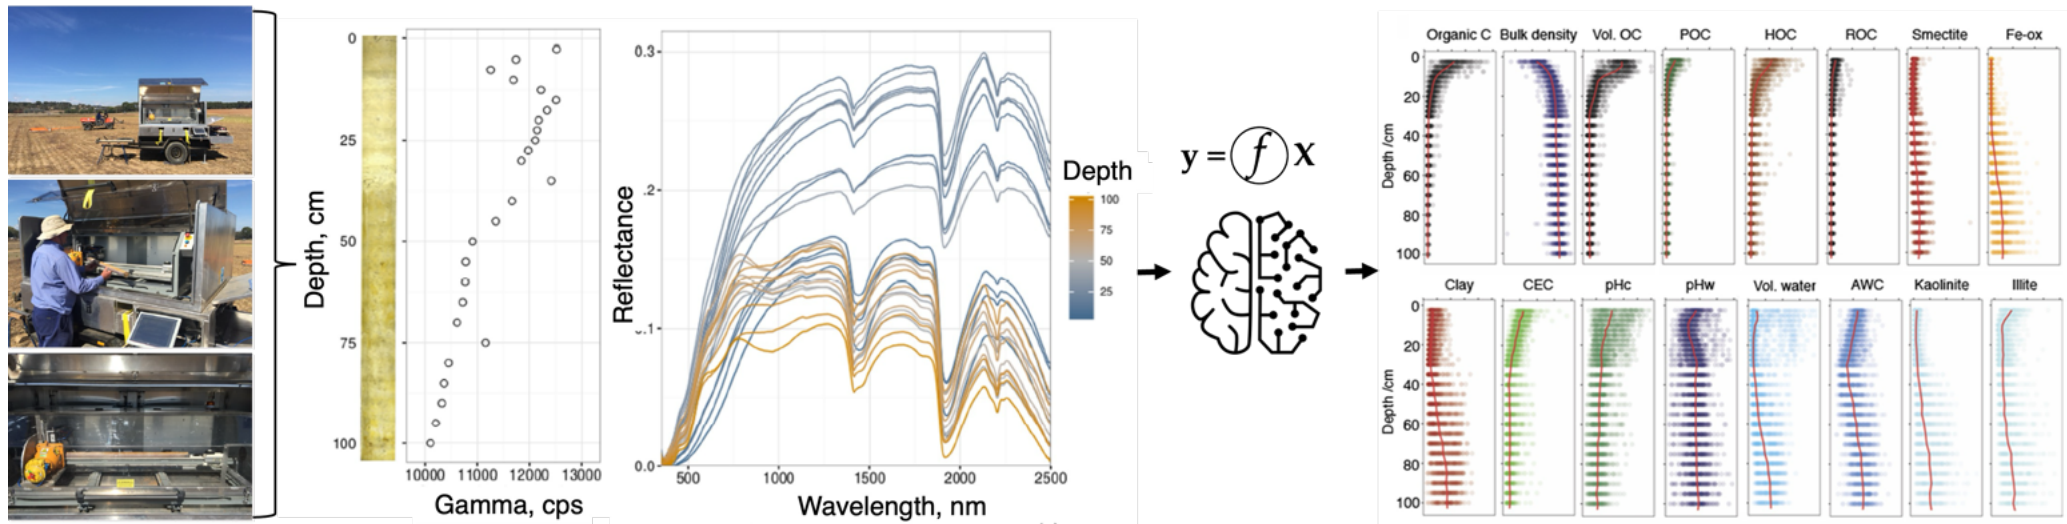 Depth, cm
0
25
50
75
100
10000 11000 12000 13000
Gamma, cps
Reflectance
0.3
.2
.1
0.0
500 1000 1500 2000 2500
Wavelength, nm
Depth
100
75
50
25
y = f X
Organic C Bulk density Vol. OC POC HOC ROC Smectite Fe-ox
Depth /cm
0
20
40
60
80
100
Clay CEC pHc pHw Vol. water AWC Kaolinite Illite
Depth /cm
0
20
40
60
80
100